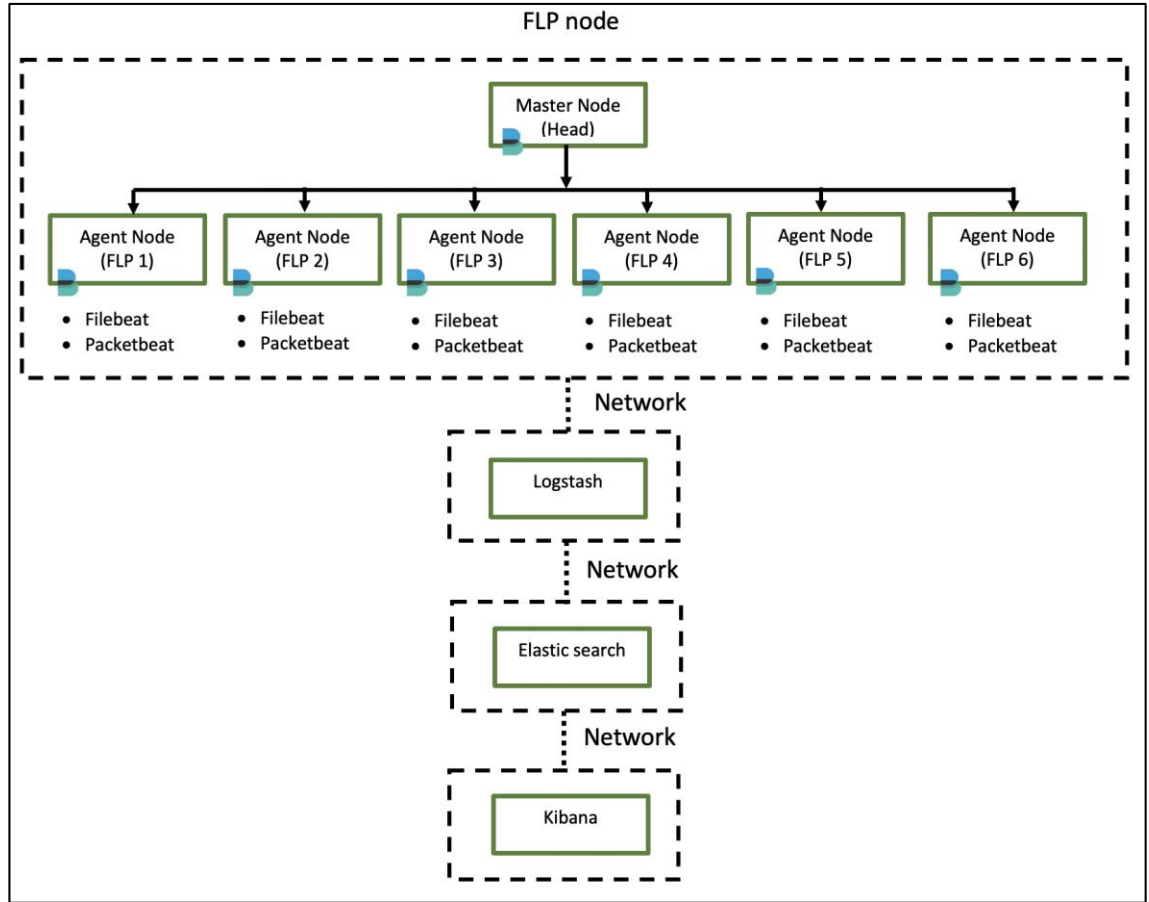 FLP node
Master Node
(Head)
Agent Node
(FLP 1)
Agent Node
(FLP 2)
Agent Node
(FLP 3)
Agent Node
(FLP 4)
Agent Node
(FLP 5)
Agent Node
(FLP 6)
• Filebeat
• Packetbeat
• Filebeat
• Packetbeat
• Filebeat
• Packetbeat
• Filebeat
• Packetbeat
• Filebeat
• Packetbeat
• Filebeat
• Packetbeat
Network
Logstash
Network
Elastic search
Network
Kibana